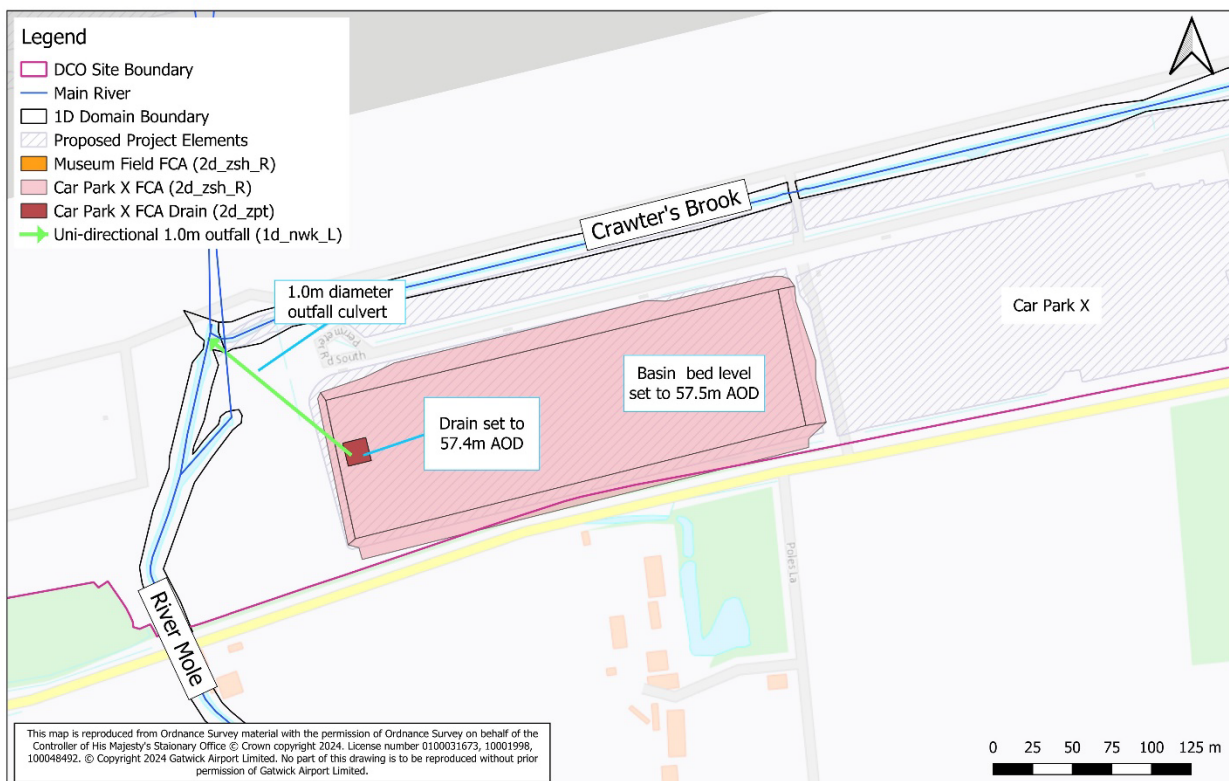 Legend
DCO Site Boundary
Main River
1D Domain Boundary
Proposed Project Elements
Museum Field FCA (2d_zsh_R)
Car Park X FCA (2d_zsh_R)
Car Park X FCA Drain (2d_zpt)
Uni-directional 1.0m outfall (1d_nwk_L)
Crawter's Brook
1.0m diameter
outfall culvert
Car Park X
d South
Basin bed level
set to 57.5m AOD
Drain set to
57.4m AOD
Poles La
River Mole
This map is reproduced from Ordnance Survey material with the permission of Ordnance Survey on behalf of the
Controller of His Majesty's Staionary Office © Crown copyright 2024. License number 0100031673, 10001998,
100048492. © Copyright 2024 Gatwick Airport Limited. No part of this drawing is to be reproduced without prior
permission of Gatwick Airport Limited.
0 25 50 75 100 125 m